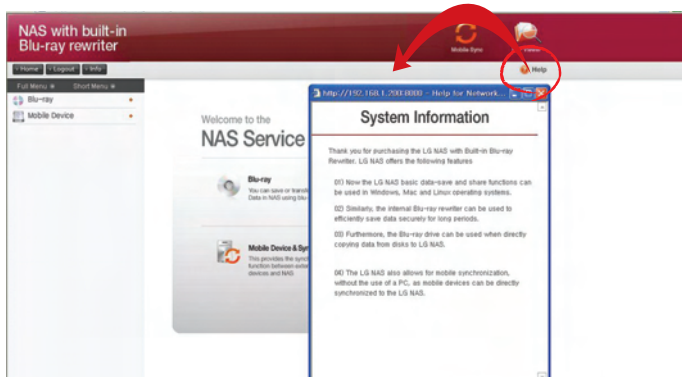 NAS with built-in
Blu-ray rewriter
Mobile Sync
Home Logout Info
Help
Full Menu Short Menu
Blu-ray
Mobile Device
Welcome to the
NAS Service
Blu-ray
You can save or transfe
Data in NAS using blu
Mobile Device & Syn
This provides the synch
function between exter
devices and NAS
http://192.168.1.200:8000 - Help for Network...
System Information
Thank you for purchasing the LG NAS with Built-in Blu-ray
Rewriter. LG NAS offers the following features
01) Now the LG NAS basic data-save and share functions can
be used in Windows, Mac and Linux operating systems.
02) Similarly, the internal Blu-ray rewriter can be used to
efficiently save data securely for long periods.
03) Furthermore, the Blu-ray drive can be used when directly
copying data from disks to LG NAS.
04) The LG NAS also allows for mobile synchronization,
without the use of a PC, as mobile devices can be directly
synchronized to the LG NAS.